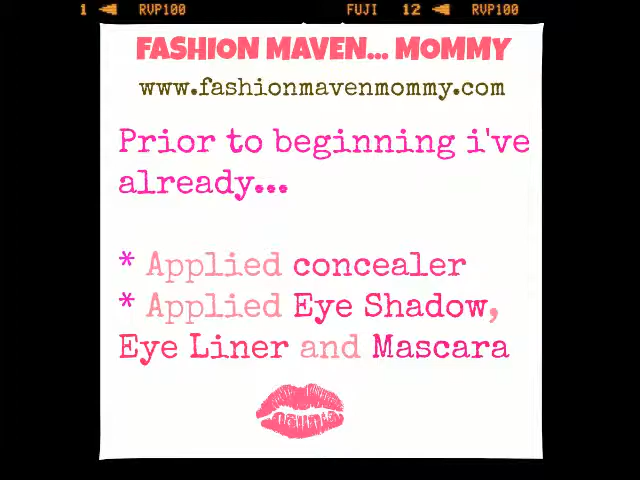 1 RVP100 FUJI 12 RVP100
FASHION MAVEN... MOMMY
www.fashionmavenmommy.com
Prior to beginning i've
already...
* Applied concealer
* Applied Eye Shadow,
Eye Liner and Mascara